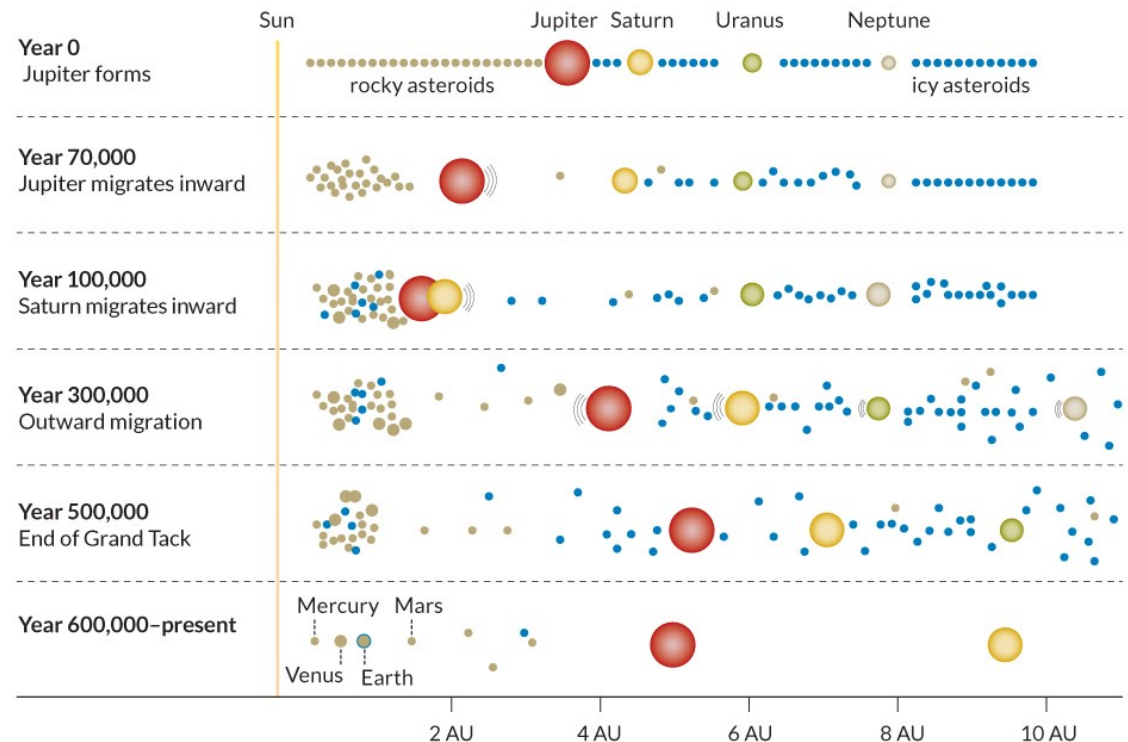 Sun
Jupiter
Saturn
Uranus
Neptune
Year 0
Jupiter forms
rocky asteroids
icy asteroids
Year 70,000
Jupiter migrates inward
Year 100,000
Saturn migrates inward
Year 300,000
Outward migration
Year 500,000
End of Grand Tack
Year 600,000–present
Mercury
Mars
Venus
Earth
2 AU
4 AU
6 AU
8 AU
10 AU